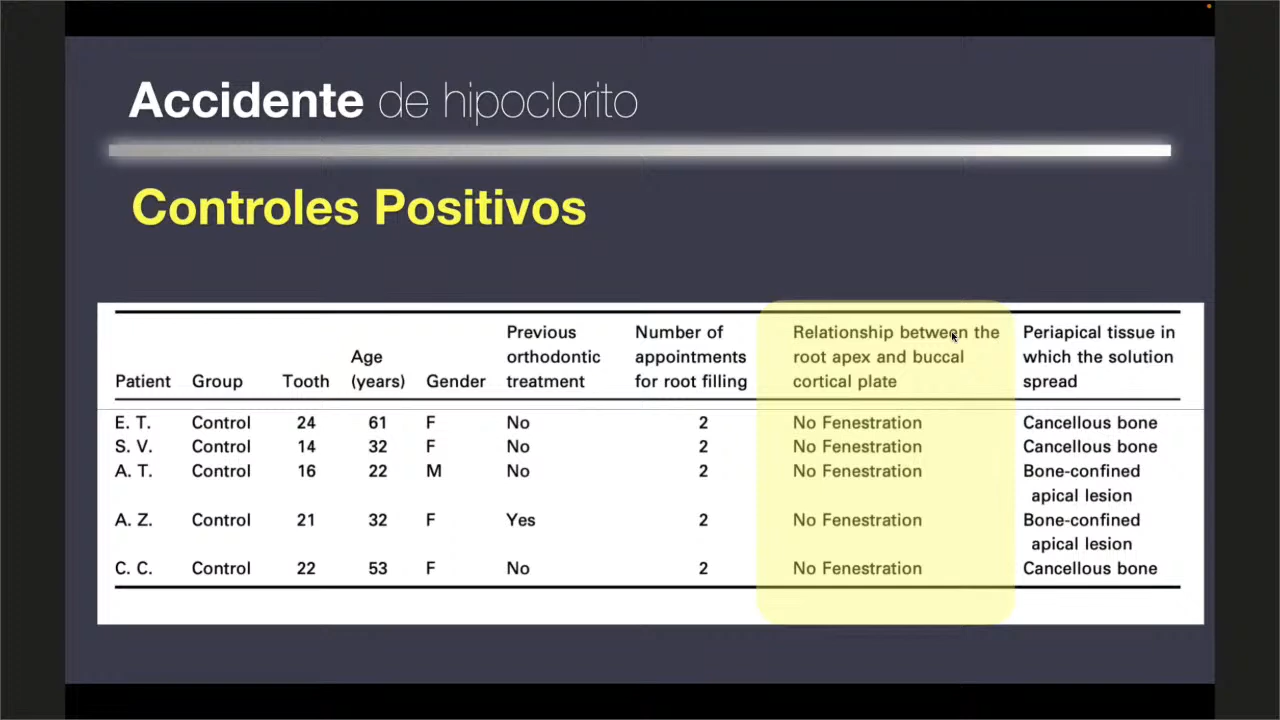 Accidente de hipoclorito
Controles Positivos
Patient Group Tooth Age (years) Gender Previous orthodontic treatment Number of appointments for root filling Relationship between the root apex and buccal cortical plate Periapical tissue in which the solution spread
E. T. Control 24 61 F No 2 No Fenestration Cancellous bone
S. V. Control 14 32 F No 2 No Fenestration Cancellous bone
A. T. Control 16 22 M No 2 No Fenestration Bone-confined apical lesion
A. Z. Control 21 32 F Yes 2 No Fenestration Bone-confined apical lesion
C. C. Control 22 53 F No 2 No Fenestration Cancellous bone